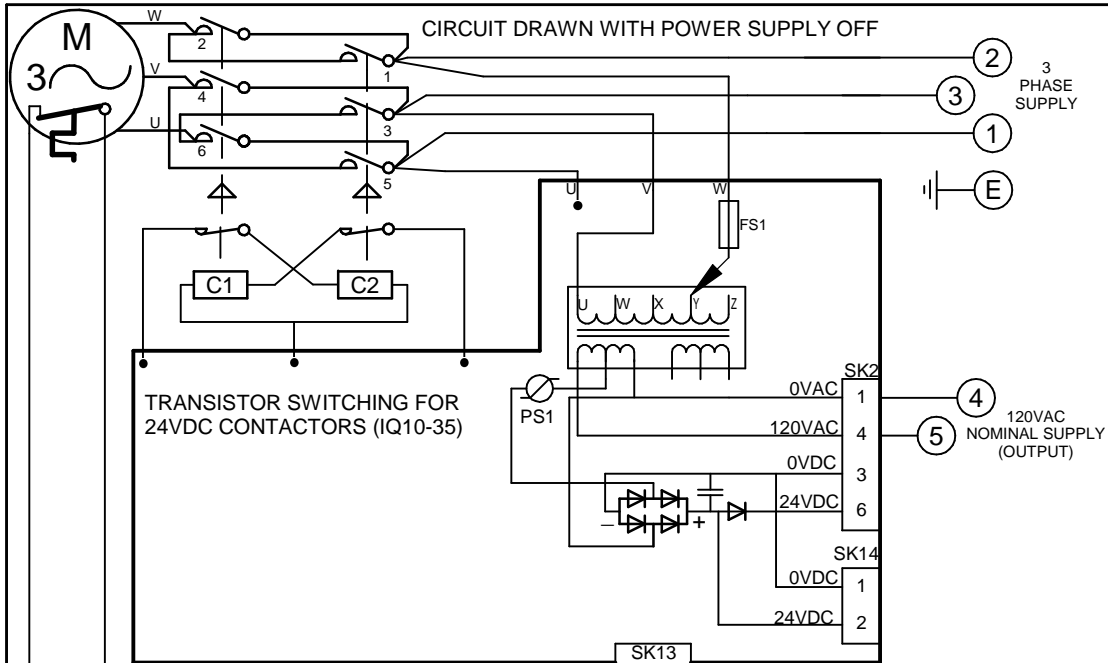 CIRCUIT DRAWN WITH POWER SUPPLY OFF
W
M
3
V
U
2
1
4
3
6
5
2
3
1
E
3
PHASE
SUPPLY
U
V
W
FS1
C1
C2
U
W
X
Y
Z
TRANSISTOR SWITCHING FOR
24VDC CONTACTORS (IQ10-35)
PS1
SK2
0VAC
1
120VAC
4
0VDC
3
24VDC
6
4
5
120VAC
NOMINAL SUPPLY
(OUTPUT)
–
+
SK14
0VDC
1
24VDC
2
SK13